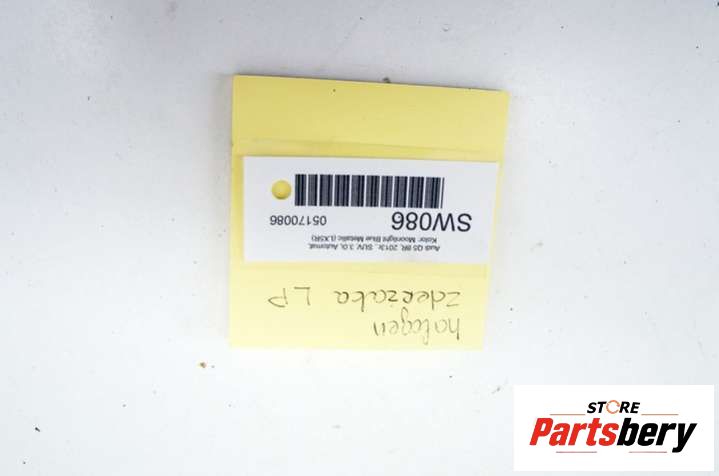 halogen
zderzaka LP
Audi Q5 8R, 2013r., SUV, 3.0i, Automat,
Kolor: Moonlight Blue Metallic (LX5R)
SW086
05170086
STORE
Partsbery